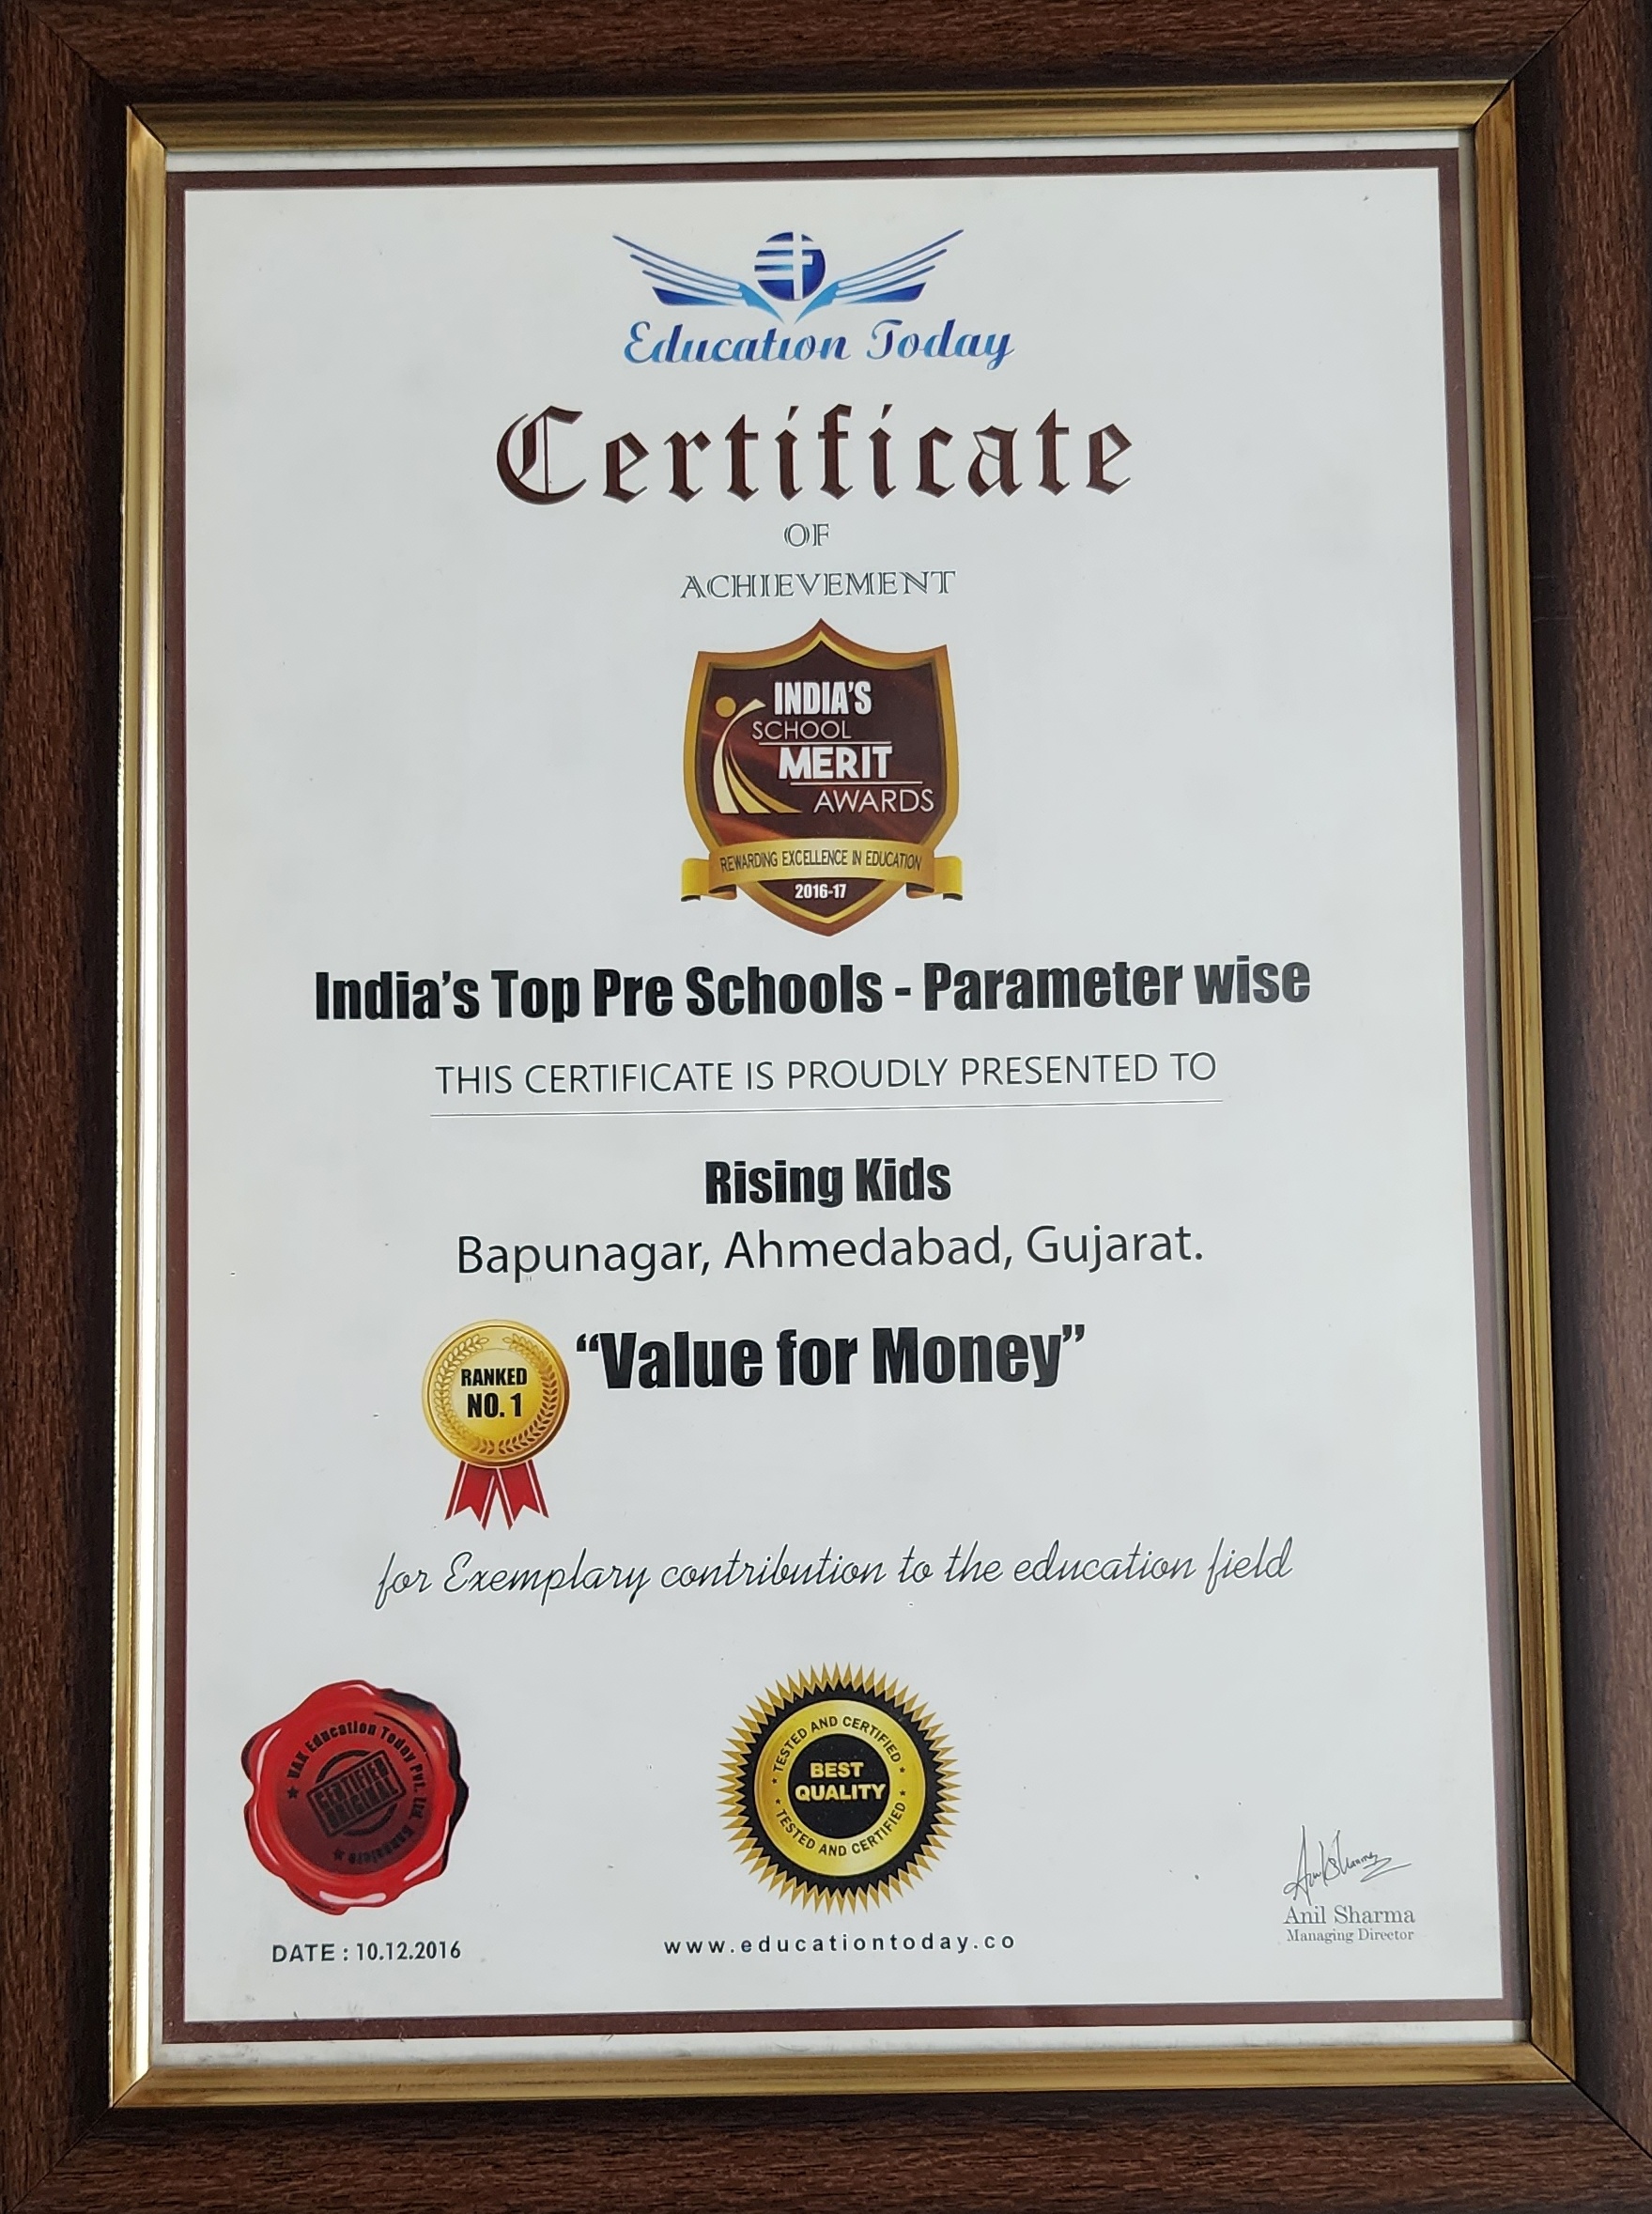 Education Today
Certificate
OF
ACHIEVEMENT
INDIA'S
SCHOOL
MERIT
AWARDS
REWARDING EXCELLENCE IN EDUCATION
2016-17
India's Top Pre Schools - Parameter wise
THIS CERTIFICATE IS PROUDLY PRESENTED TO
Rising Kids
Bapunagar, Ahmedabad, Gujarat.
RANKED
NO. 1
“Value for Money”
for Exemplary contribution to the education field
Education Today Pvt. Ltd.
CERTIFIED
ORIGINAL
TESTED AND CERTIFIED
BEST
QUALITY
TESTED AND CERTIFIED
Anil Sharma
Managing Director
DATE : 10.12.2016
www.educationtoday.co